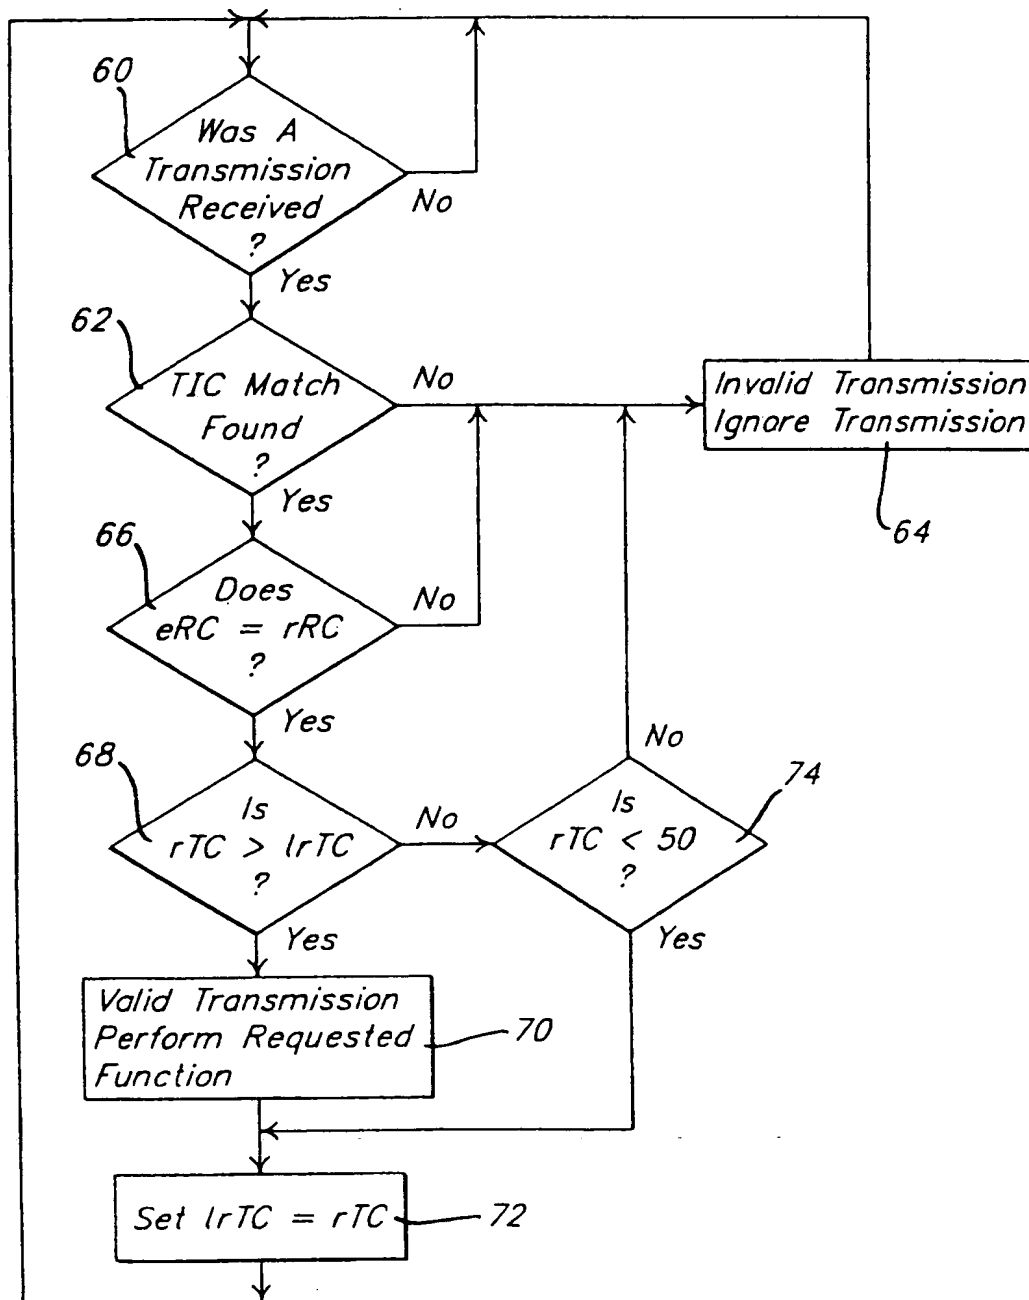 60
Was A
Transmission
Received
?
No
Yes
62
TIC Match
Found
?
No
Yes
Invalid Transmission
Ignore Transmission
64
66
Does
eRC = rRC
?
No
Yes
68
Is
rTC > lrTC
?
No
Yes
Is
rTC < 50
?
No
74
Yes
Valid Transmission
Perform Requested
Function
70
Set lrTC = rTC
72